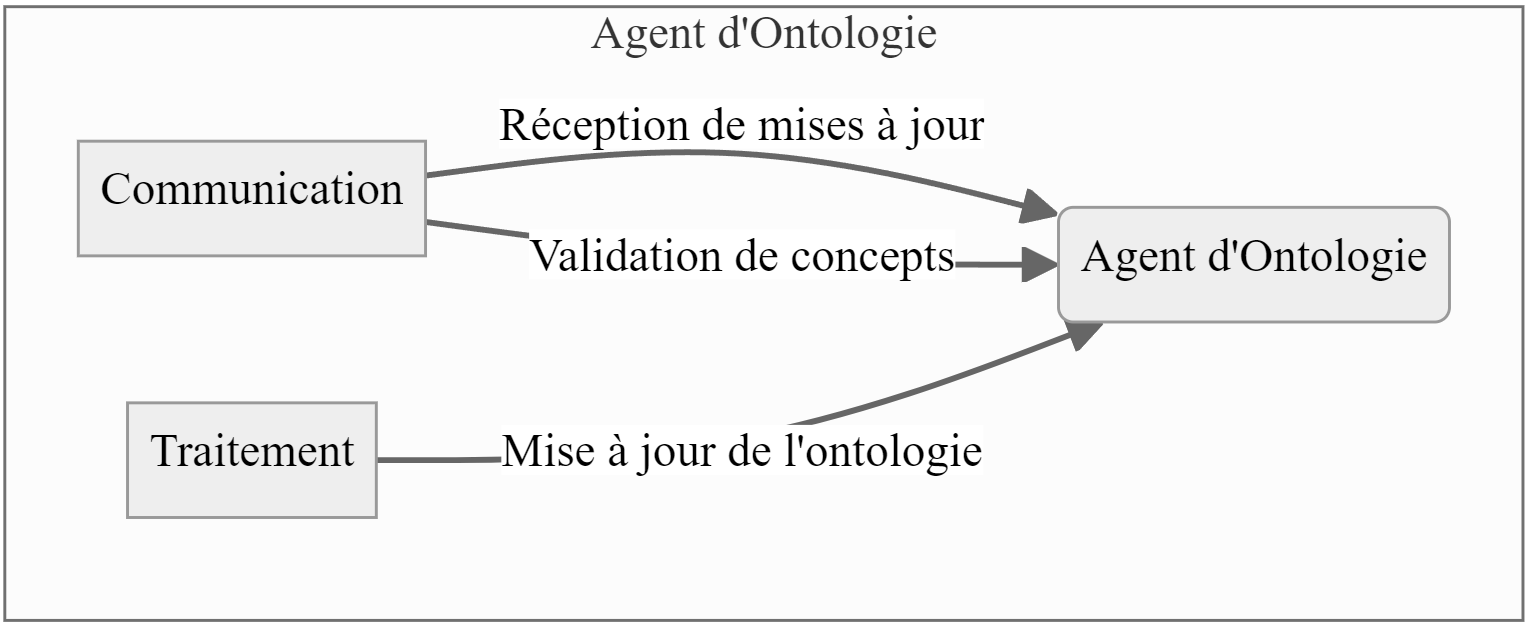 Agent d'Ontologie
Réception de mises à jour
Communication
Validation de concepts
Agent d'Ontologie
Traitement
Mise à jour de l'ontologie